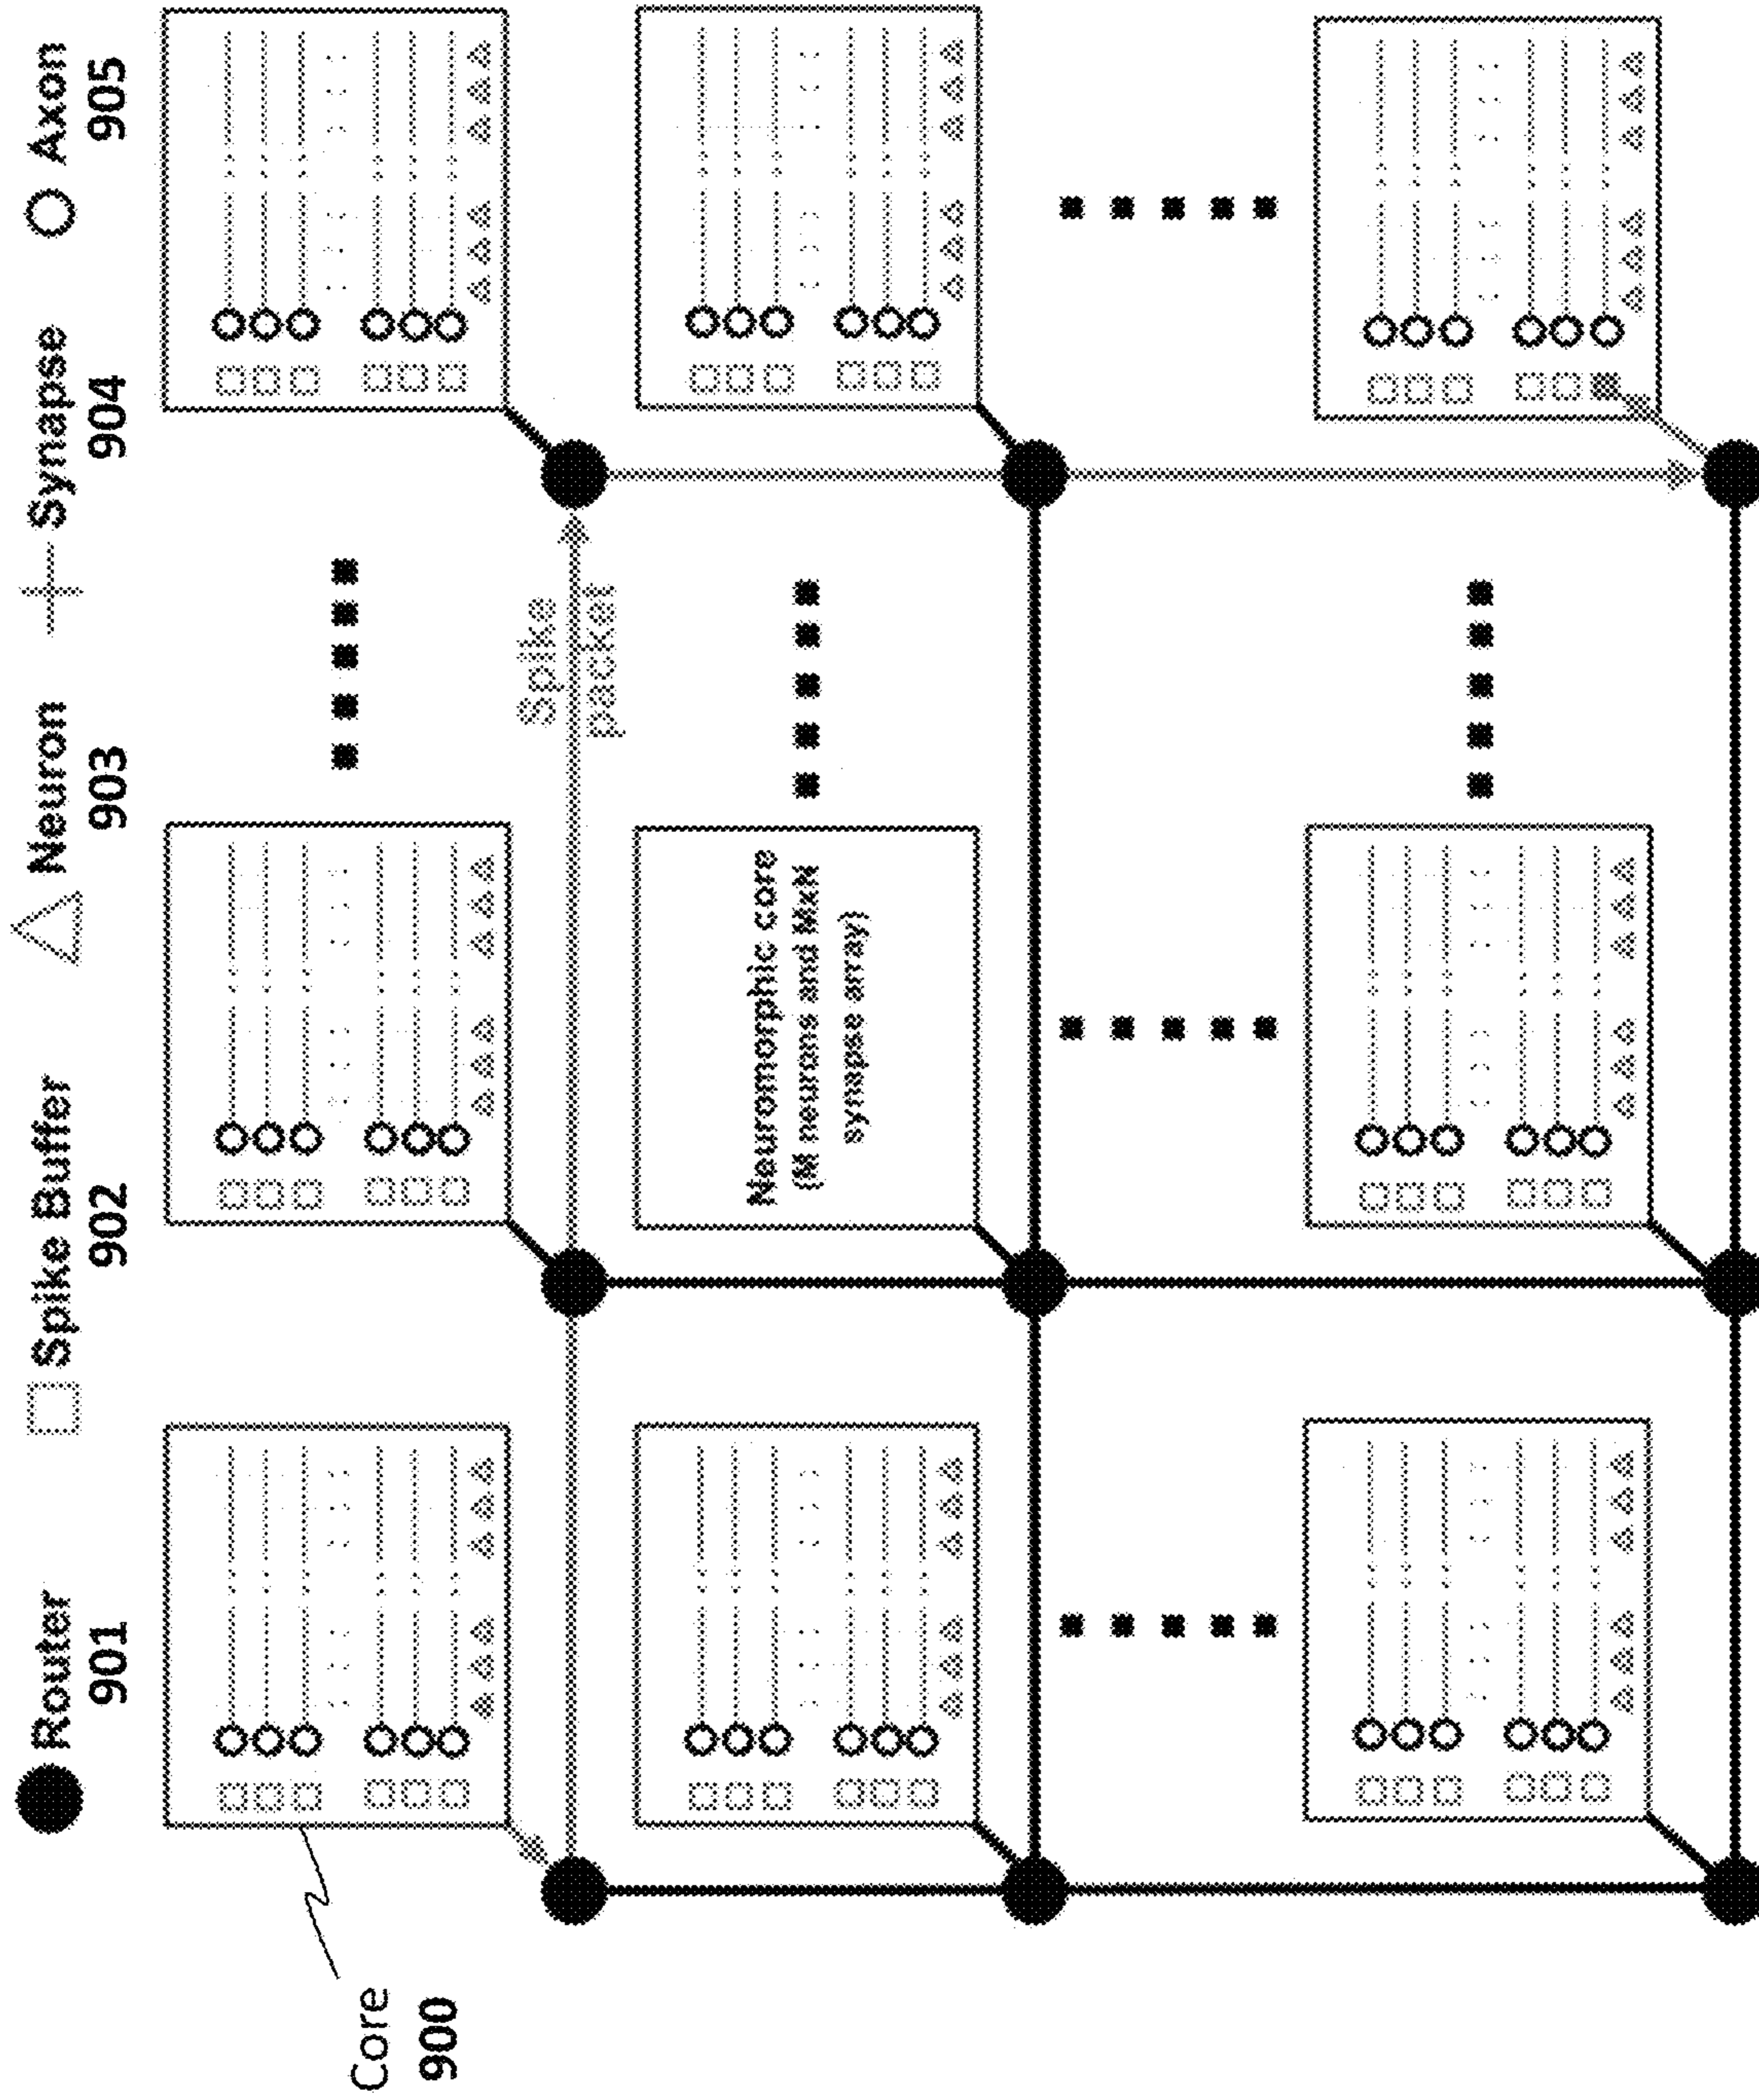 Router
901
Spike Buffer
902
Neuron
903
Synapse
904
Axon
905
Core
900
Spike
packet
Neuromorphic core
(M neurons and MxN
synapse array)